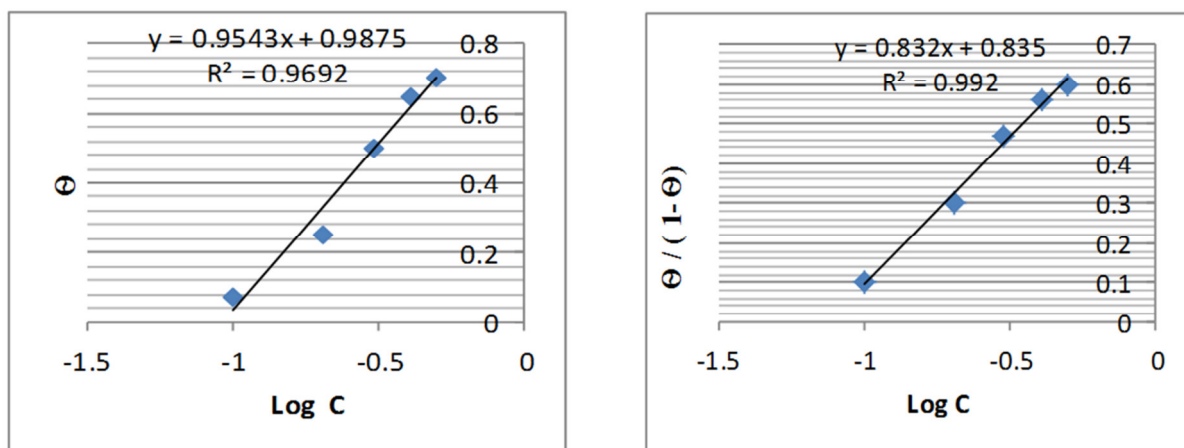 y = 0.9543x + 0.9875
R² = 0.9692
0.8
0.6
0.4
0.2
0
Θ
-1.5 -1 -0.5 0
Log C
y = 0.832x + 0.835
R² = 0.992
0.7
0.6
0.5
0.4
0.3
0.2
0.1
0
Θ / ( 1- Θ)
-1.5 -1 -0.5 0
Log C